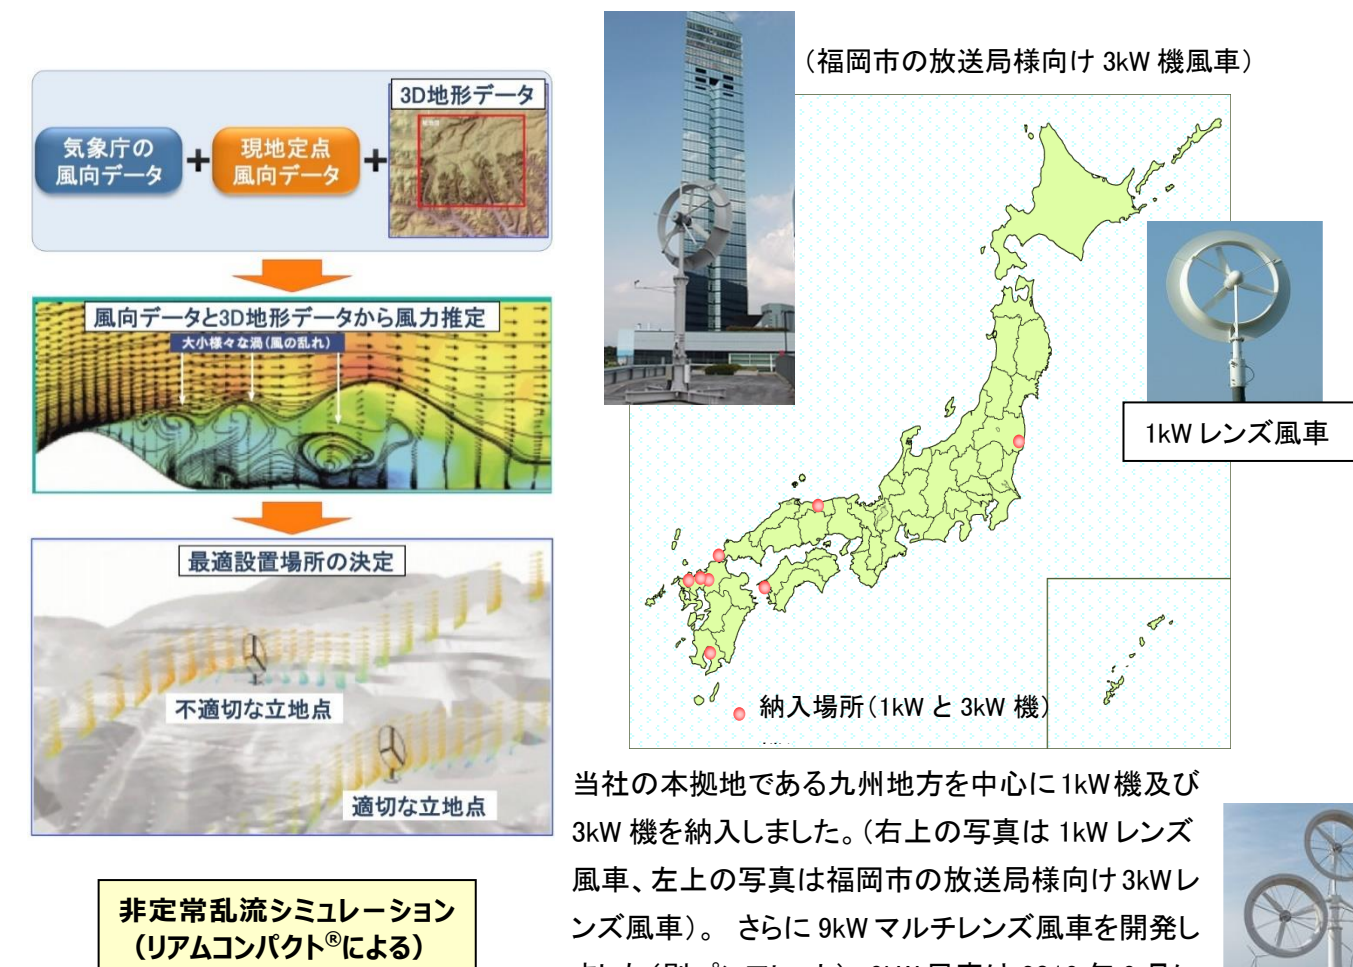 3D地形データ
気象庁の
風向データ
+
現地定点
風向データ
+
風向データと3D地形データから風力推定
大小様々な渦(風の乱れ)
最適設置場所の決定
不適切な立地点
適切な立地点
非定常乱流シミュレーション
(リアムコンパクト®による)
(福岡市の放送局様向け 3kW 機風車)
1kW レンズ風車
納入場所(1kW と 3kW 機)
当社の本拠地である九州地方を中心に1kW機及び
3kW 機を納入しました。(右上の写真は 1kW レンズ
風車、左上の写真は福岡市の放送局様向け3kWレ
ンズ風車)。 さらに 9kW マルチレンズ風車を開発し